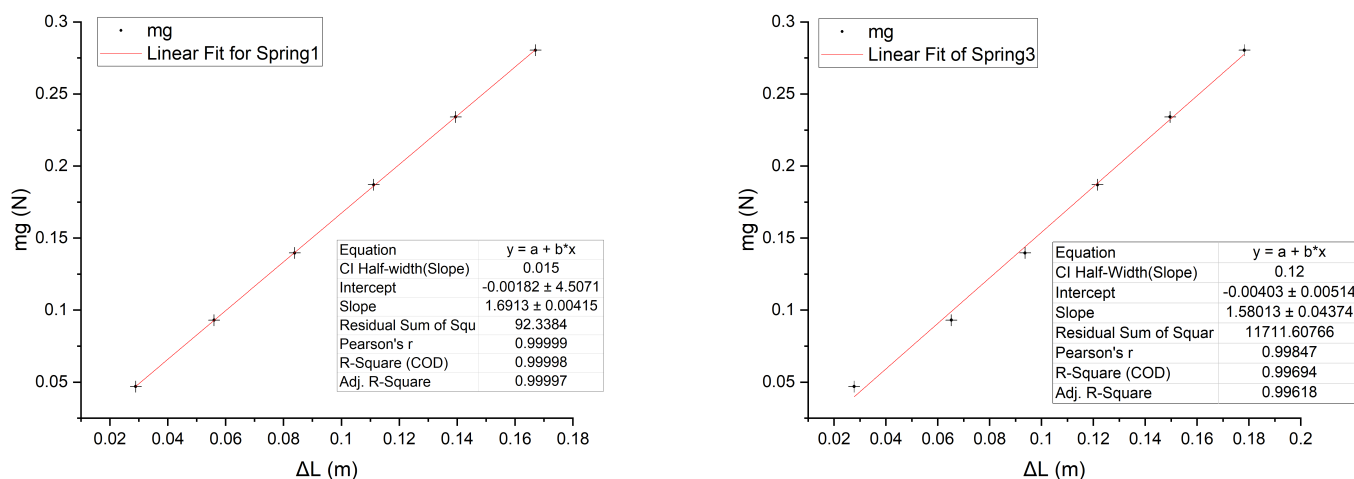 mg
Linear Fit for Spring1
0.3
0.25
0.2
0.15
0.1
0.05
mg (N)
0.02 0.04 0.06 0.08 0.1 0.12 0.14 0.16 0.18
ΔL (m)
Equation y = a + b*x
CI Half-width(Slope) 0.015
Intercept -0.00182 ± 4.5071
Slope 1.6913 ± 0.00415
Residual Sum of Squ 92.3384
Pearson's r 0.99999
R-Square (COD) 0.99998
Adj. R-Square 0.99997
mg
Linear Fit of Spring3
0.3
0.25
0.2
0.15
0.1
0.05
mg (N)
0.02 0.04 0.06 0.08 0.1 0.12 0.14 0.16 0.18 0.2
ΔL (m)
Equation y = a + b*x
CI Half-Width(Slope) 0.12
Intercept -0.00403 ± 0.00514
Slope 1.58013 ± 0.04374
Residual Sum of Squar 11711.60766
Pearson's r 0.99847
R-Square (COD) 0.99694
Adj. R-Square 0.99618